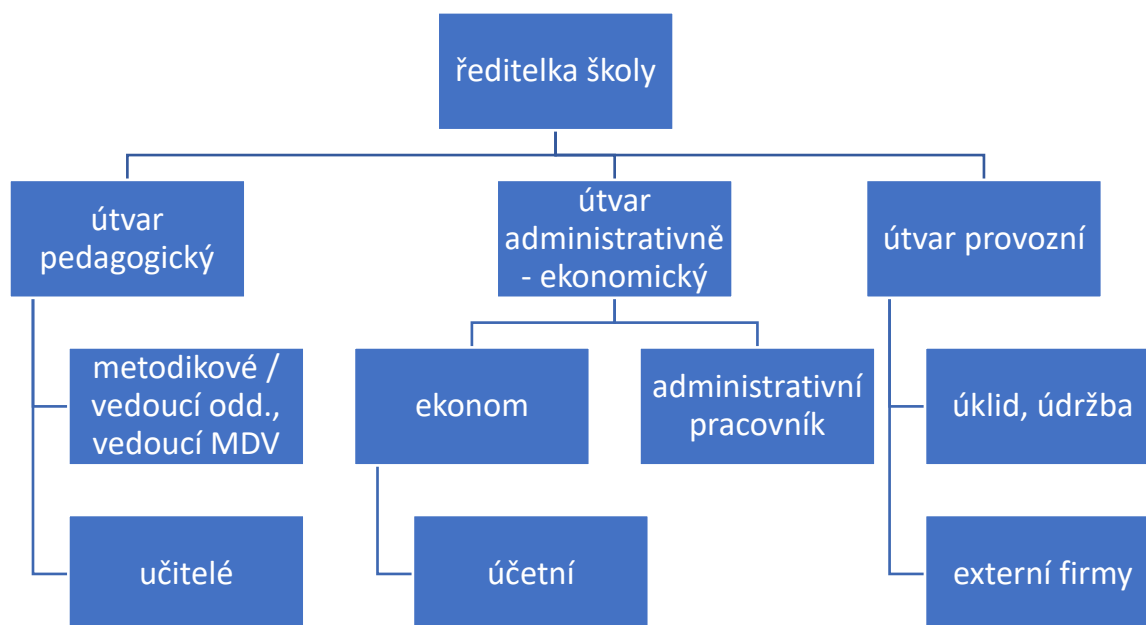 ředitelka školy
útvar
pedagogický
útvar
administrativně
- ekonomický
útvar provozní
metodikové /
vedoucí odd.,
vedoucí MDV
ekonom
administrativní
pracovník
úklid, údržba
učitelé
účetní
externí firmy